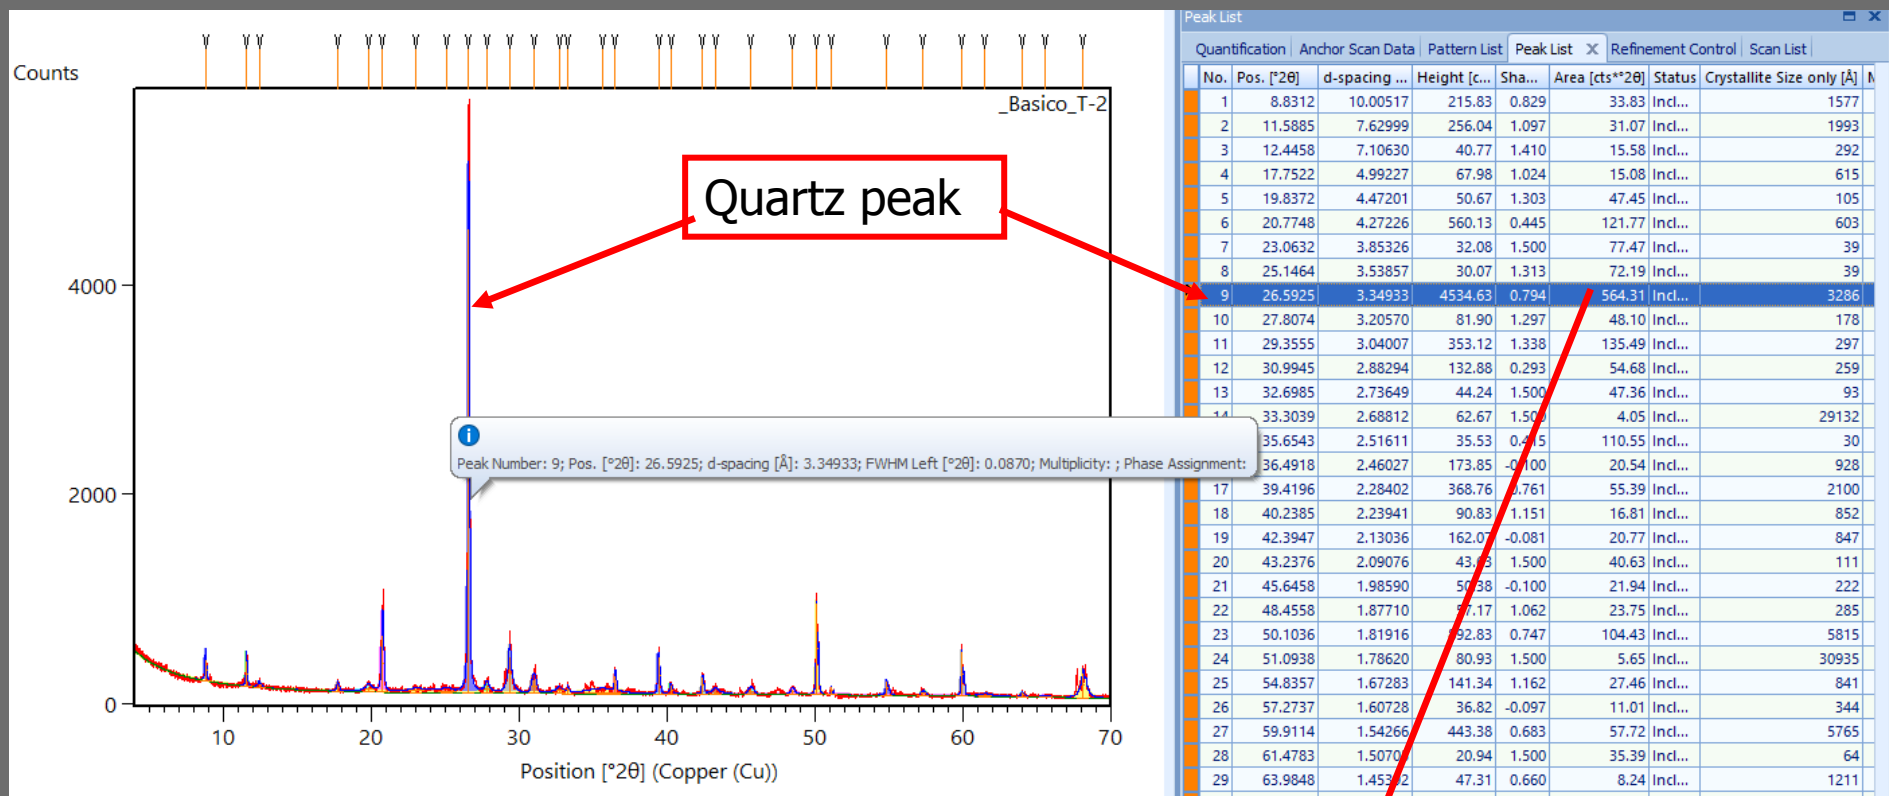 Counts
_Basico_T-2
Quartz peak
4000
2000
0
10 20 30 40 50 60 70
Position [°2θ] (Copper (Cu))
Peak Number: 9; Pos. [°2θ]: 26.5925; d-spacing [Å]: 3.34933; FWHM Left [°2θ]: 0.0870; Multiplicity: ; Phase Assignment:
Peak List
Quantification Anchor Scan Data Pattern List Peak List X Refinement Control Scan List
No. Pos. [°2θ] d-spacing ... Height [c... Sha... Area [cts*°2θ] Status Crystallite Size only [Å]
1 8.8312 10.00517 215.83 0.829 33.83 Incl... 1577
2 11.5885 7.62999 256.04 1.097 31.07 Incl... 1993
3 12.4458 7.10630 40.77 1.410 15.58 Incl... 292
4 17.7522 4.99227 67.98 1.024 15.08 Incl... 615
5 19.8372 4.47201 50.67 1.303 47.45 Incl... 105
6 20.7748 4.27226 560.13 0.445 121.77 Incl... 603
7 23.0632 3.85326 32.08 1.500 77.47 Incl... 39
8 25.1464 3.53857 30.07 1.313 72.19 Incl... 39
9 26.5925 3.34933 4534.63 0.794 564.31 Incl... 3286
10 27.8074 3.20570 81.90 1.297 48.10 Incl... 178
11 29.3555 3.04007 353.12 1.338 135.49 Incl... 297
12 30.9945 2.88294 132.88 0.293 54.68 Incl... 259
13 32.6985 2.73649 44.24 1.500 47.36 Incl... 93
14 33.3039 2.68812 62.67 1.500 4.05 Incl... 29132
35.6543 2.51611 35.53 0.415 110.55 Incl... 30
36.4918 2.46027 173.85 -0.100 20.54 Incl... 928
17 39.4196 2.28402 368.76 0.761 55.39 Incl... 2100
18 40.2385 2.23941 90.83 1.151 16.81 Incl... 852
19 42.3947 2.13036 162.07 -0.081 20.77 Incl... 847
20 43.2376 2.09076 1.500 40.63 Incl... 111
21 45.6458 1.98590 50.38 -0.100 21.94 Incl... 222
22 48.4558 1.87710 1.062 23.75 Incl... 285
23 50.1036 1.81916 0.747 104.43 Incl... 5815
24 51.0938 1.78620 80.93 1.500 5.65 Incl... 30935
25 54.8357 1.67283 141.34 1.162 27.46 Incl... 841
26 57.2737 1.60728 36.82 -0.097 11.01 Incl... 344
27 59.9114 1.54266 443.38 0.683 57.72 Incl... 5765
28 61.4783 20.94 1.500 35.39 Incl... 64
29 63.9848 47.31 0.660 8.24 Incl... 1211